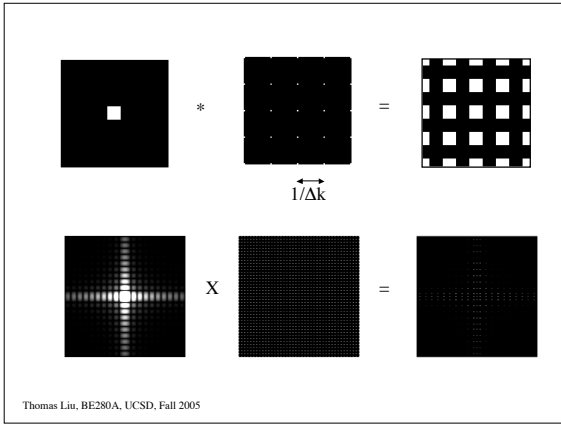 * =
1/Δk
X =
Thomas Liu, BE280A, UCSD, Fall 2005